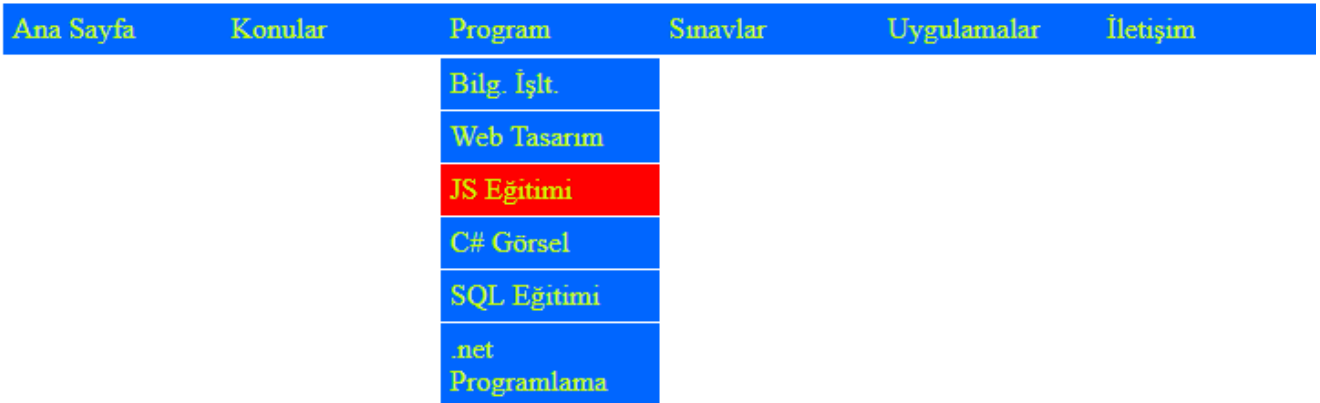 Ana Sayfa Konular Program Sınavlar Uygulamalar İletişim
Bilg. İşlt.
Web Tasarım
JS Eğitimi
C# Görsel
SQL Eğitimi
.net
Programlama